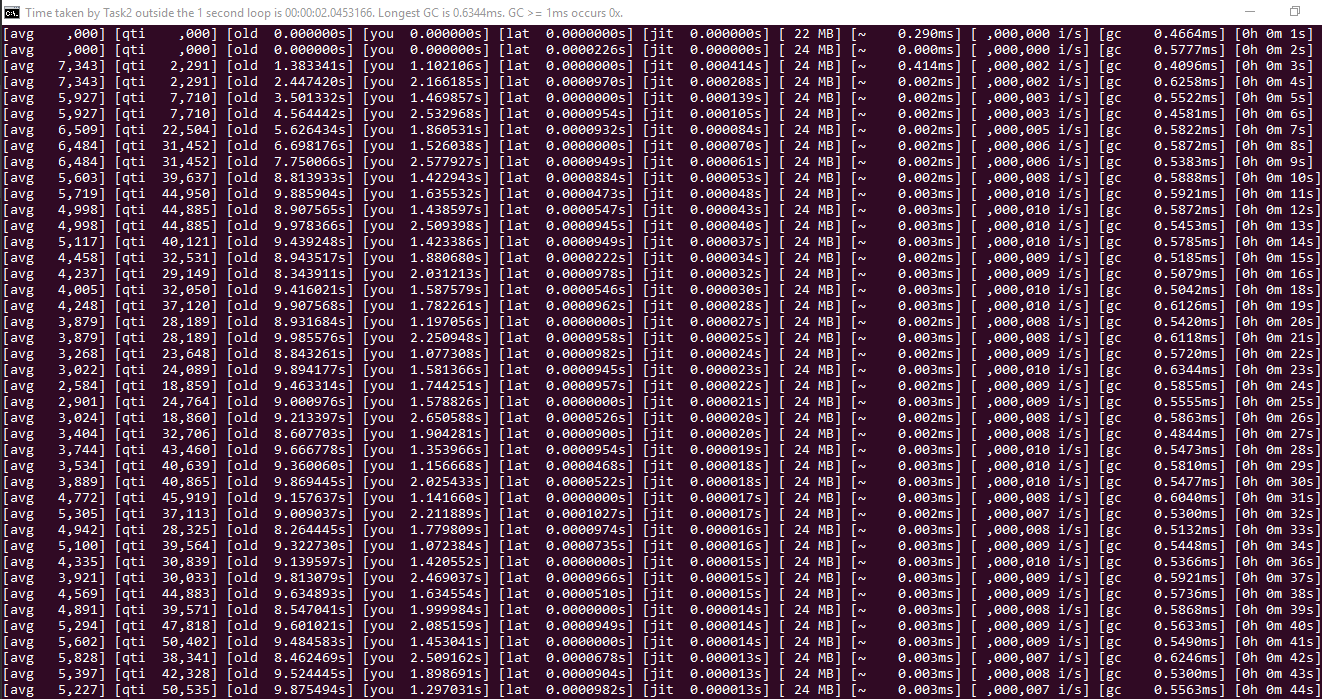 Time taken by Task2 outside the 1 second loop is 00:00:02.0453166. Longest GC is 0.6344ms. GC >= 1ms occurs 0x.
[avg ,000] [qti ,000] [old 0.000000s] [you 0.000000s] [lat 0.0000000s] [jit 0.000000s] [ 22 MB] [~ 0.290ms] [ ,000,000 i/s] [gc 0.4664ms] [0h 0m 1s]
[avg ,000] [qti ,000] [old 0.000000s] [you 0.000000s] [lat 0.0000226s] [jit 0.000000s] [ 24 MB] [~ 0.000ms] [ ,000,000 i/s] [gc 0.5777ms] [0h 0m 2s]
[avg 7,343] [qti 2,291] [old 1.383341s] [you 1.102106s] [lat 0.0000000s] [jit 0.000414s] [ 24 MB] [~ 0.414ms] [ ,000,002 i/s] [gc 0.4096ms] [0h 0m 3s]
[avg 7,343] [qti 2,291] [old 2.447420s] [you 2.166185s] [lat 0.0000970s] [jit 0.000208s] [ 24 MB] [~ 0.002ms] [ ,000,002 i/s] [gc 0.6258ms] [0h 0m 4s]
[avg 5,927] [qti 7,710] [old 3.501332s] [you 1.469857s] [lat 0.0000000s] [jit 0.000139s] [ 24 MB] [~ 0.002ms] [ ,000,003 i/s] [gc 0.5522ms] [0h 0m 5s]
[avg 5,927] [qti 7,710] [old 4.564442s] [you 2.532968s] [lat 0.0000954s] [jit 0.000105s] [ 24 MB] [~ 0.002ms] [ ,000,003 i/s] [gc 0.4581ms] [0h 0m 6s]
[avg 6,509] [qti 22,504] [old 5.626434s] [you 1.860531s] [lat 0.0000932s] [jit 0.000084s] [ 24 MB] [~ 0.002ms] [ ,000,005 i/s] [gc 0.5822ms] [0h 0m 7s]
[avg 6,484] [qti 31,452] [old 6.698176s] [you 1.526038s] [lat 0.0000000s] [jit 0.000070s] [ 24 MB] [~ 0.002ms] [ ,000,006 i/s] [gc 0.5872ms] [0h 0m 8s]
[avg 6,484] [qti 31,452] [old 7.750066s] [you 2.577927s] [lat 0.0000949s] [jit 0.000061s] [ 24 MB] [~ 0.002ms] [ ,000,006 i/s] [gc 0.5383ms] [0h 0m 9s]
[avg 5,603] [qti 39,637] [old 8.813933s] [you 1.422943s] [lat 0.0000884s] [jit 0.000053s] [ 24 MB] [~ 0.002ms] [ ,000,008 i/s] [gc 0.5888ms] [0h 0m 10s]
[avg 5,719] [qti 44,950] [old 9.885904s] [you 1.635532s] [lat 0.0000473s] [jit 0.000048s] [ 24 MB] [~ 0.003ms] [ ,000,010 i/s] [gc 0.5921ms] [0h 0m 11s]
[avg 4,998] [qti 44,885] [old 8.907565s] [you 1.438597s] [lat 0.0000547s] [jit 0.000043s] [ 24 MB] [~ 0.003ms] [ ,000,010 i/s] [gc 0.5872ms] [0h 0m 12s]
[avg 4,998] [qti 44,885] [old 9.978366s] [you 2.509398s] [lat 0.0000945s] [jit 0.000040s] [ 24 MB] [~ 0.003ms] [ ,000,010 i/s] [gc 0.5453ms] [0h 0m 13s]
[avg 5,117] [qti 40,121] [old 9.439248s] [you 1.423386s] [lat 0.0000949s] [jit 0.000037s] [ 24 MB] [~ 0.003ms] [ ,000,010 i/s] [gc 0.5785ms] [0h 0m 14s]
[avg 4,458] [qti 32,531] [old 8.943517s] [you 1.880680s] [lat 0.0000222s] [jit 0.000034s] [ 24 MB] [~ 0.002ms] [ ,000,009 i/s] [gc 0.5185ms] [0h 0m 15s]
[avg 4,237] [qti 29,149] [old 8.343911s] [you 2.031213s] [lat 0.0000978s] [jit 0.000032s] [ 24 MB] [~ 0.003ms] [ ,000,009 i/s] [gc 0.5079ms] [0h 0m 16s]
[avg 4,005] [qti 32,050] [old 9.416021s] [you 1.587579s] [lat 0.0000546s] [jit 0.000030s] [ 24 MB] [~ 0.003ms] [ ,000,010 i/s] [gc 0.5042ms] [0h 0m 18s]
[avg 4,248] [qti 37,120] [old 9.907568s] [you 1.782261s] [lat 0.0000962s] [jit 0.000028s] [ 24 MB] [~ 0.003ms] [ ,000,010 i/s] [gc 0.6126ms] [0h 0m 19s]
[avg 3,879] [qti 28,189] [old 8.931684s] [you 1.197056s] [lat 0.0000000s] [jit 0.000027s] [ 24 MB] [~ 0.003ms] [ ,000,008 i/s] [gc 0.5420ms] [0h 0m 20s]
[avg 3,879] [qti 28,189] [old 9.985576s] [you 2.250948s] [lat 0.0000958s] [jit 0.000025s] [ 24 MB] [~ 0.003ms] [ ,000,008 i/s] [gc 0.6118ms] [0h 0m 21s]
[avg 3,268] [qti 23,648] [old 8.843261s] [you 1.077308s] [lat 0.0000982s] [jit 0.000024s] [ 24 MB] [~ 0.002ms] [ ,000,009 i/s] [gc 0.5720ms] [0h 0m 22s]
[avg 3,022] [qti 24,089] [old 9.894177s] [you 1.581366s] [lat 0.0000945s] [jit 0.000023s] [ 24 MB] [~ 0.003ms] [ ,000,010 i/s] [gc 0.6344ms] [0h 0m 23s]
[avg 2,584] [qti 18,859] [old 9.463314s] [you 1.744251s] [lat 0.0000957s] [jit 0.000022s] [ 24 MB] [~ 0.002ms] [ ,000,009 i/s] [gc 0.5855ms] [0h 0m 24s]
[avg 2,901] [qti 24,764] [old 9.000976s] [you 1.578826s] [lat 0.0000000s] [jit 0.000021s] [ 24 MB] [~ 0.003ms] [ ,000,009 i/s] [gc 0.5555ms] [0h 0m 25s]
[avg 3,024] [qti 18,860] [old 9.213397s] [you 2.650588s] [lat 0.0000526s] [jit 0.000020s] [ 24 MB] [~ 0.002ms] [ ,000,008 i/s] [gc 0.5863ms] [0h 0m 26s]
[avg 3,404] [qti 32,706] [old 8.607703s] [you 1.904281s] [lat 0.0000900s] [jit 0.000020s] [ 24 MB] [~ 0.002ms] [ ,000,008 i/s] [gc 0.4844ms] [0h 0m 27s]
[avg 3,744] [qti 43,460] [old 9.666778s] [you 1.353966s] [lat 0.0000954s] [jit 0.000019s] [ 24 MB] [~ 0.003ms] [ ,000,010 i/s] [gc 0.5473ms] [0h 0m 28s]
[avg 3,534] [qti 40,639] [old 9.360060s] [you 1.156668s] [lat 0.0000468s] [jit 0.000018s] [ 24 MB] [~ 0.003ms] [ ,000,010 i/s] [gc 0.5810ms] [0h 0m 29s]
[avg 3,889] [qti 40,865] [old 9.869445s] [you 2.025433s] [lat 0.0000522s] [jit 0.000018s] [ 24 MB] [~ 0.003ms] [ ,000,010 i/s] [gc 0.5477ms] [0h 0m 30s]
[avg 4,772] [qti 45,919] [old 9.157637s] [you 1.141660s] [lat 0.0000000s] [jit 0.000017s] [ 24 MB] [~ 0.003ms] [ ,000,008 i/s] [gc 0.6040ms] [0h 0m 31s]
[avg 5,305] [qti 37,113] [old 9.009037s] [you 2.211889s] [lat 0.0001027s] [jit 0.000017s] [ 24 MB] [~ 0.003ms] [ ,000,007 i/s] [gc 0.5300ms] [0h 0m 32s]
[avg 4,942] [qti 28,325] [old 8.264445s] [you 1.779809s] [lat 0.0000974s] [jit 0.000016s] [ 24 MB] [~ 0.003ms] [ ,000,008 i/s] [gc 0.5132ms] [0h 0m 33s]
[avg 5,100] [qti 39,564] [old 9.322730s] [you 1.072384s] [lat 0.0000735s] [jit 0.000016s] [ 24 MB] [~ 0.003ms] [ ,000,009 i/s] [gc 0.5448ms] [0h 0m 34s]
[avg 4,335] [qti 30,839] [old 9.139597s] [you 1.420552s] [lat 0.0000000s] [jit 0.000015s] [ 24 MB] [~ 0.003ms] [ ,000,010 i/s] [gc 0.5366ms] [0h 0m 36s]
[avg 3,921] [qti 30,033] [old 9.813079s] [you 2.469037s] [lat 0.0000966s] [jit 0.000015s] [ 24 MB] [~ 0.003ms] [ ,000,009 i/s] [gc 0.5921ms] [0h 0m 37s]
[avg 4,569] [qti 44,883] [old 9.634893s] [you 1.634554s] [lat 0.0000510s] [jit 0.000015s] [ 24 MB] [~ 0.003ms] [ ,000,009 i/s] [gc 0.5736ms] [0h 0m 38s]
[avg 4,891] [qti 39,571] [old 8.547041s] [you 1.999984s] [lat 0.0000000s] [jit 0.000014s] [ 24 MB] [~ 0.003ms] [ ,000,008 i/s] [gc 0.5868ms] [0h 0m 39s]
[avg 5,294] [qti 47,818] [old 9.601021s] [you 2.085159s] [lat 0.0000949s] [jit 0.000014s] [ 24 MB] [~ 0.003ms] [ ,000,009 i/s] [gc 0.5633ms] [0h 0m 40s]
[avg 5,602] [qti 50,402] [old 9.484583s] [you 1.453041s] [lat 0.0000000s] [jit 0.000014s] [ 24 MB] [~ 0.003ms] [ ,000,009 i/s] [gc 0.5490ms] [0h 0m 41s]
[avg 5,828] [qti 38,341] [old 8.462469s] [you 2.509162s] [lat 0.0000678s] [jit 0.000013s] [ 24 MB] [~ 0.003ms] [ ,000,007 i/s] [gc 0.6246ms] [0h 0m 42s]
[avg 5,397] [qti 42,328] [old 9.524445s] [you 1.898691s] [lat 0.0000904s] [jit 0.000013s] [ 24 MB] [~ 0.003ms] [ ,000,008 i/s] [gc 0.5300ms] [0h 0m 43s]
[avg 5,227] [qti 50,535] [old 9.875494s] [you 1.297031s] [lat 0.0000982s] [jit 0.000013s] [ 24 MB] [~ 0.003ms] [ ,000,007 i/s] [gc 0.5563ms] [0h 0m 44s]